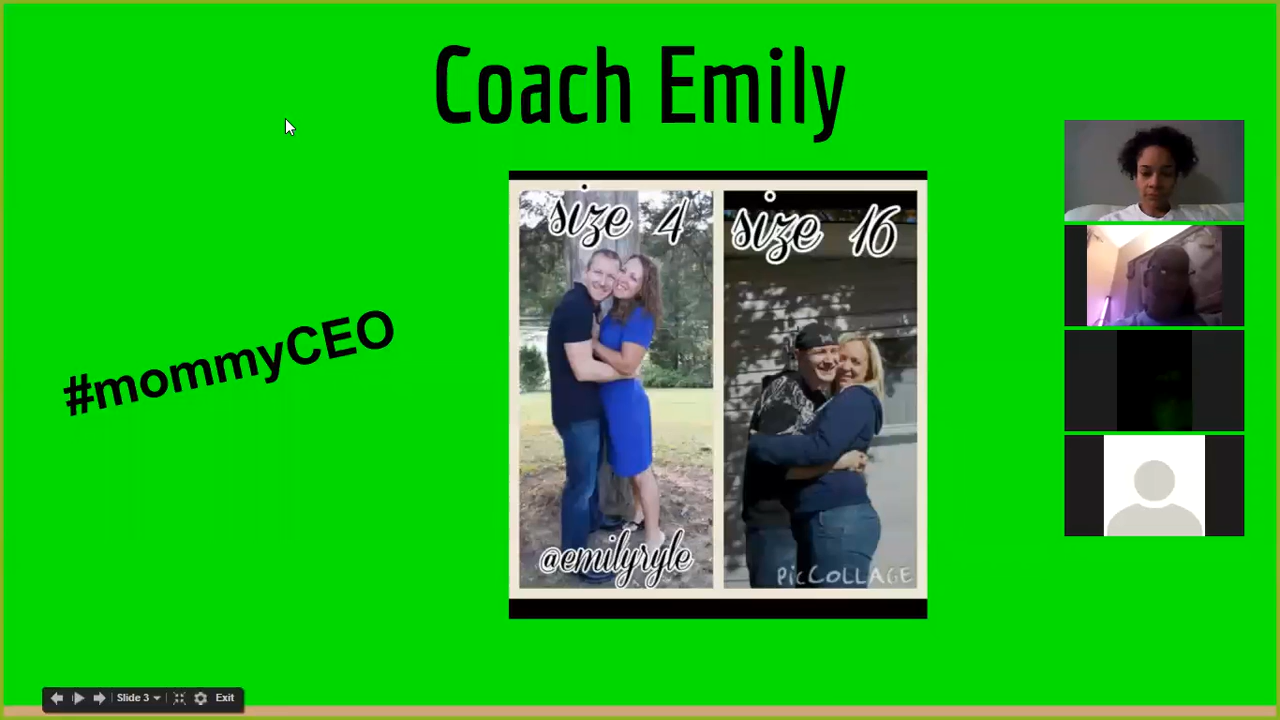 Coach Emily
size 4
size 16
#mommyCEO
@emilyryle
PicCOLLAGE
Slide 3
Exit